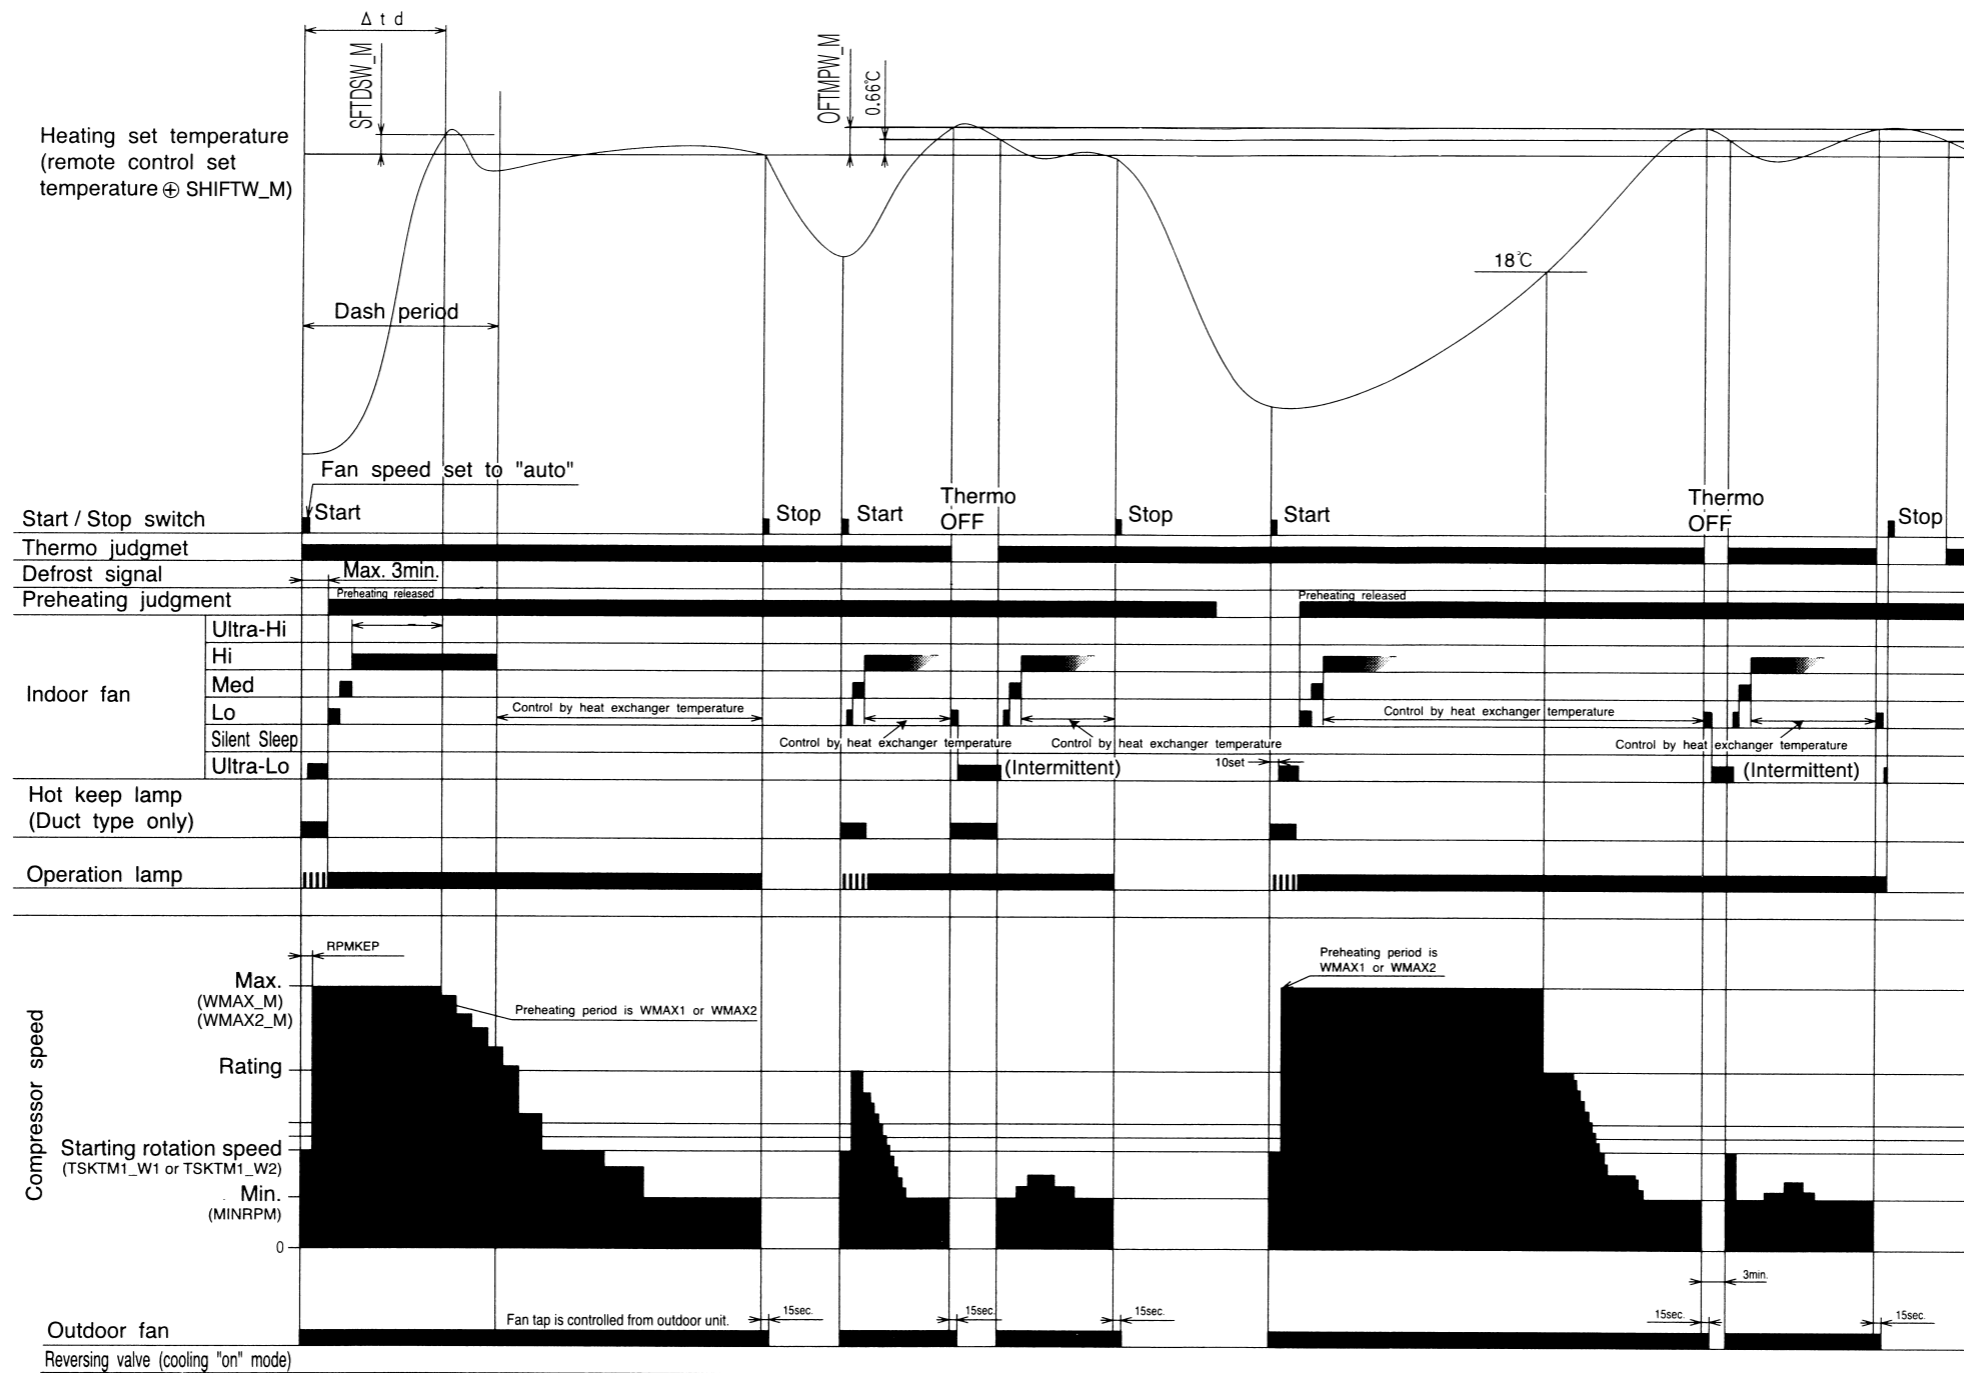 Δtd
SFTDSW_M
OFTMPW_M
0.66℃
Heating set temperature
(remote control set
temperature ⊕ SHIFTW_M)
18℃
Dash period
Fan speed set to "auto"
Start / Stop switch
Start
Stop
Start
Thermo
OFF
Stop
Start
Thermo
OFF
Stop
Thermo judgmet
Defrost signal
Max. 3min.
Preheating judgment
Preheating released
Preheating released
Indoor fan
Ultra-Hi
Hi
Med
Lo
Control by heat exchanger temperature
Control by heat exchanger temperature
Silent Sleep
Control by heat exchanger temperature
Control by heat exchanger temperature
Control by heat exchanger temperature
Ultra-Lo
(Intermittent)
10set
(Intermittent)
Hot keep lamp
(Duct type only)
Operation lamp
Compressor speed
RPMKEP
Preheating period is
WMAX1 or WMAX2
Max.
(WMAX_M)
(WMAX2_M)
Preheating period is WMAX1 or WMAX2
Rating
Starting rotation speed
(TSKTM1_W1 or TSKTM1_W2)
Min.
(MINRPM)
0
3min.
Fan tap is controlled from outdoor unit.
15sec.
15sec.
15sec.
15sec.
15sec.
Outdoor fan
Reversing valve (cooling "on" mode)